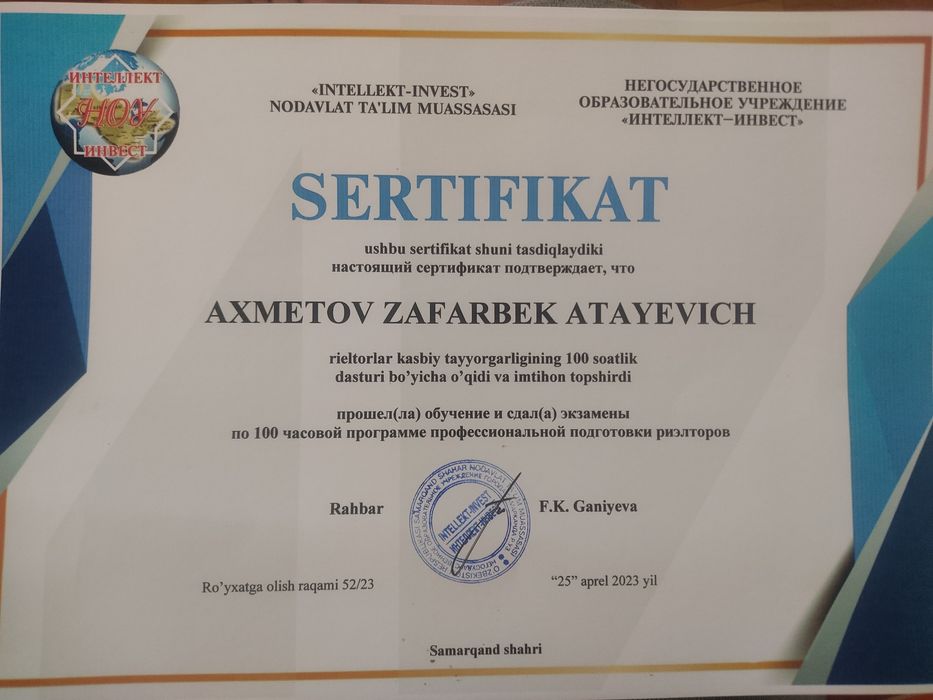 ИНТЕЛЛЕКТ
НОУ
ИНВЕСТ
«INTELLEKT-INVEST»
NODAVLAT TA'LIM MUASSASASI
НЕГОСУДАРСТВЕННОЕ
ОБРАЗОВАТЕЛЬНОЕ УЧРЕЖДЕНИЕ
«ИНТЕЛЛЕКТ–ИНВЕСТ»
SERTIFIKAT
ushbu sertifikat shuni tasdiqlaydiki
настоящий сертификат подтверждает, что
AXMETOV ZAFARBEK ATAYEVICH
rieltorlar kasbiy tayyorgarligining 100 soatlik
dasturi bo’yicha o’qidi va imtihon topshirdi
прошел(ла) обучение и сдал(а) экзамены
по 100 часовой программе профессиональной подготовки риэлторов
Rahbar
INTELLEKT-INVEST
F.K. Ganiyeva
Ro’yxatga olish raqami 52/23
“25” aprel 2023 yil
Samarqand shahri